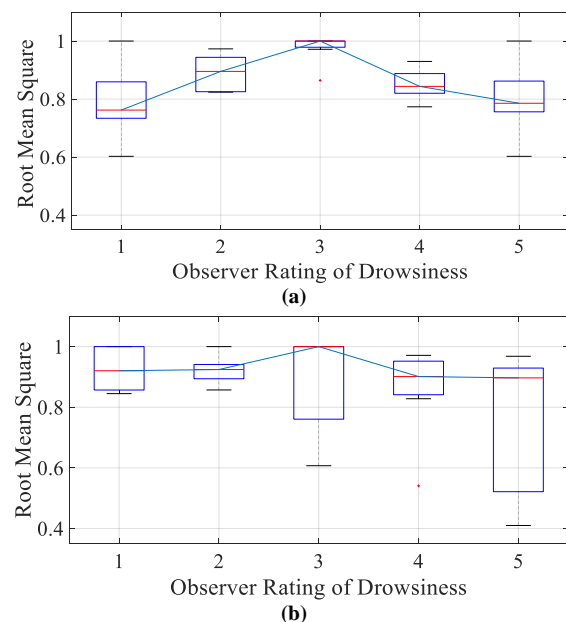 1
0.8
0.6
0.4
Root Mean Square
1 2 3 4 5
Observer Rating of Drowsiness
(a)
1
0.8
0.6
0.4
Root Mean Square
1 2 3 4 5
Observer Rating of Drowsiness
(b)